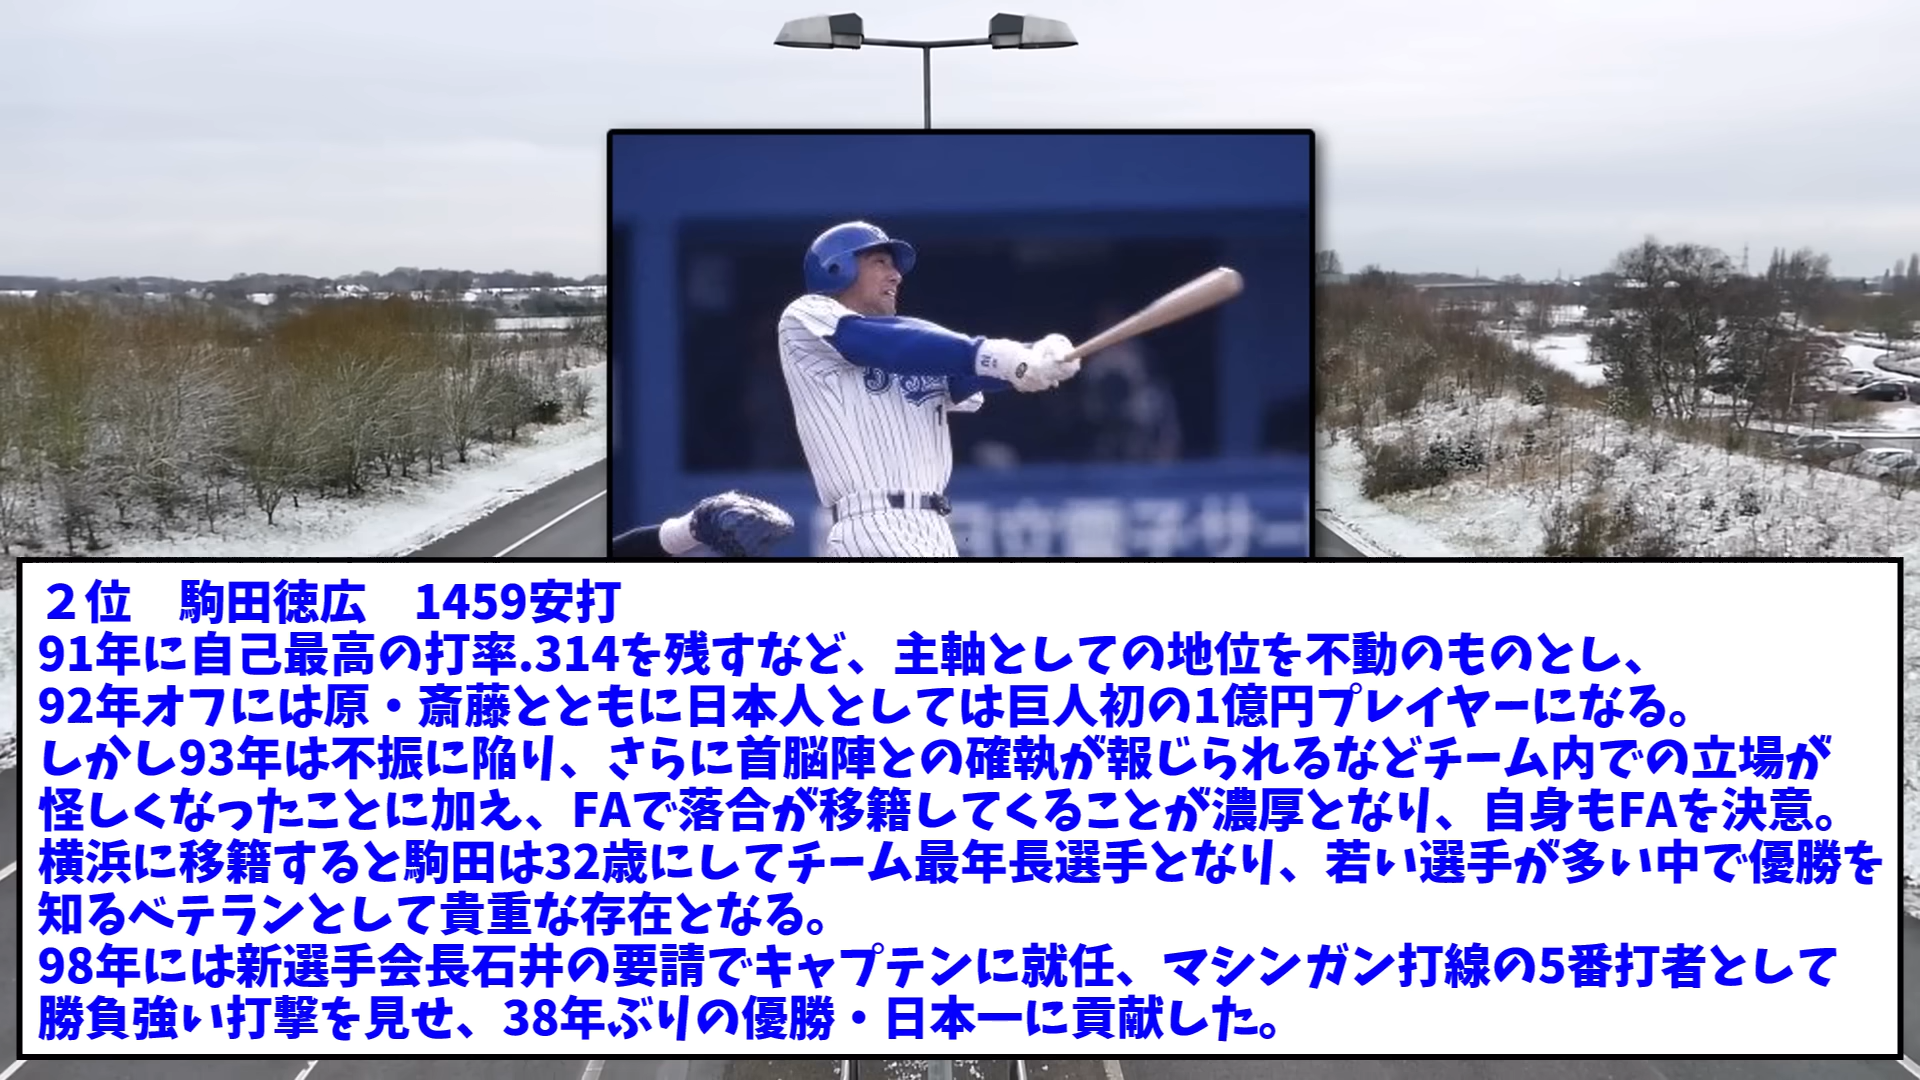 日立電子サー
２位　駒田徳広　1459安打
91年に自己最高の打率.314を残すなど、主軸としての地位を不動のものとし、
92年オフには原・斎藤とともに日本人としては巨人初の1億円プレイヤーになる。
しかし93年は不振に陥り、さらに首脳陣との確執が報じられるなどチーム内での立場が
怪しくなったことに加え、FAで落合が移籍してくることが濃厚となり、自身もFAを決意。
横浜に移籍すると駒田は32歳にしてチーム最年長選手となり、若い選手が多い中で優勝を
知るベテランとして貴重な存在となる。
98年には新選手会長石井の要請でキャプテンに就任、マシンガン打線の5番打者として
勝負強い打撃を見せ、38年ぶりの優勝・日本一に貢献した。